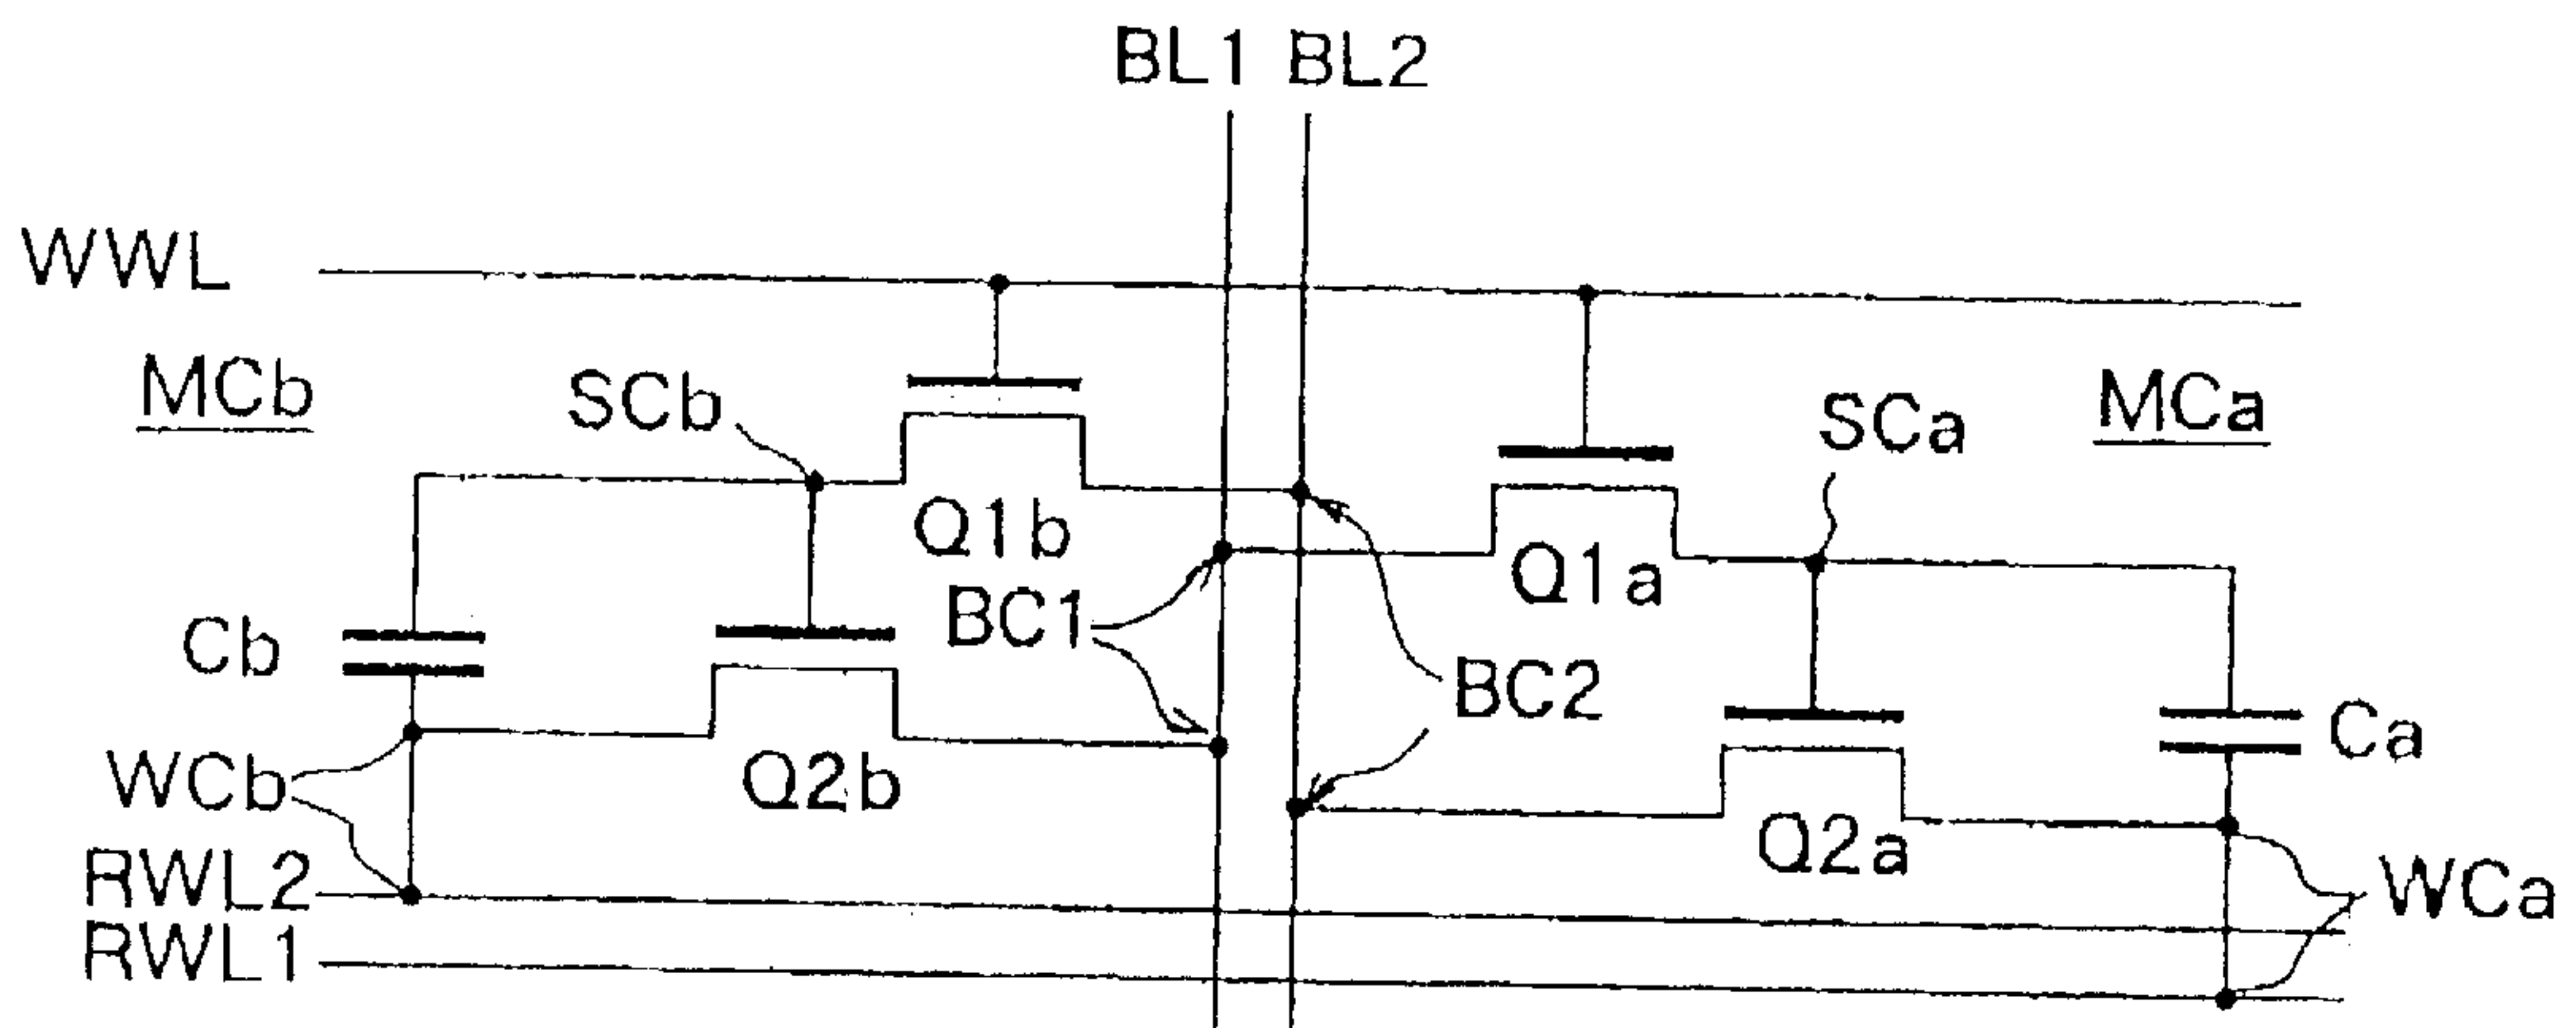 BL1 BL2
WWL
MCb
SCb
SCa
MCa
Q1b
Q1a
BC1
Cb
BC2
Ca
WCb
Q2b
Q2a
RWL2
WCa
RWL1